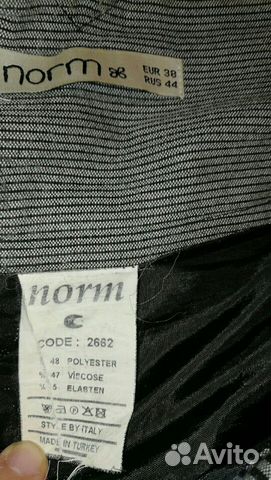 norm
EUR 38
RUS 44
norm
CODE : 2662
% 48 POLYESTER
% 47 VISCOSE
% 5 ELASTEN
STYLE BY ITALY
MADE IN TURKEY
Avito